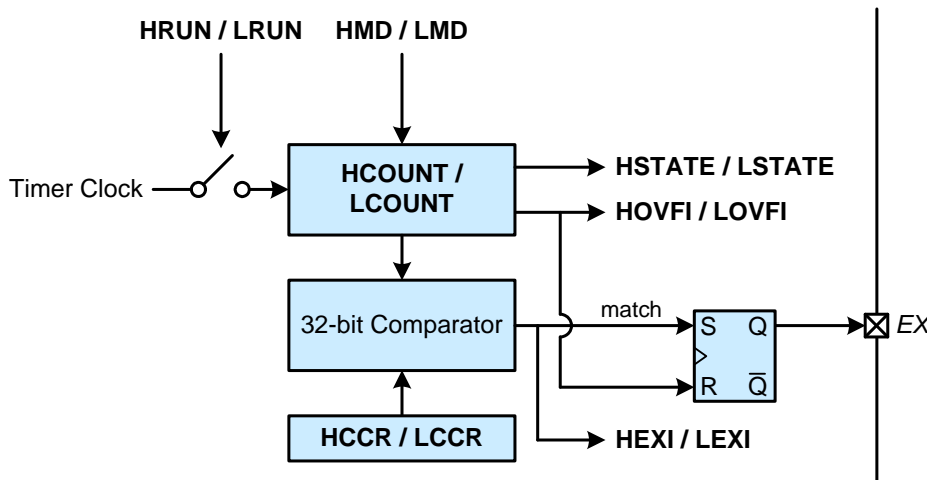 HRUN / LRUN
HMD / LMD
Timer Clock
HCOUNT /
LCOUNT
HSTATE / LSTATE
HOVFI / LOVFI
32-bit Comparator
match
S Q
R Q̅
EX
HCCR / LCCR
HEXI / LEXI